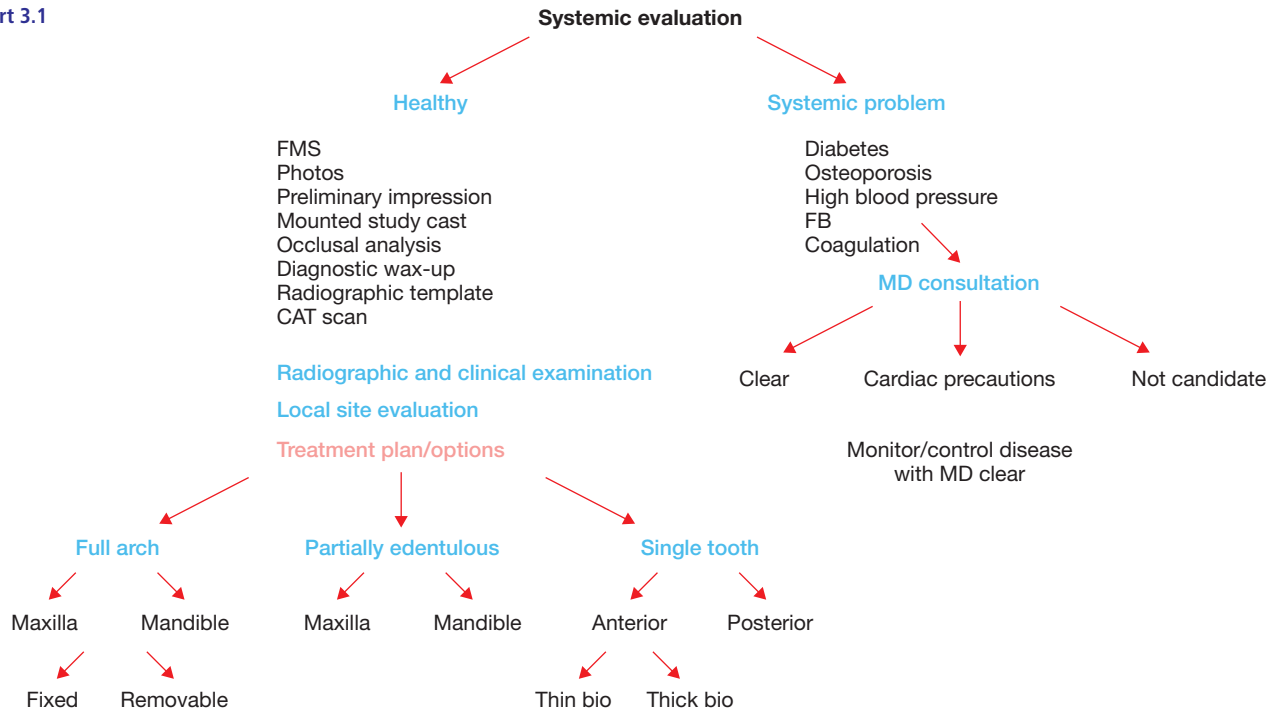 rt 3.1
Systemic evaluation
Healthy
Systemic problem
FMS
Photos
Preliminary impression
Mounted study cast
Occlusal analysis
Diagnostic wax-up
Radiographic template
CAT scan
Diabetes
Osteoporosis
High blood pressure
FB
Coagulation
MD consultation
Clear
Cardiac precautions
Not candidate
Monitor/control disease
with MD clear
Radiographic and clinical examination
Local site evaluation
Treatment plan/options
Full arch
Partially edentulous
Single tooth
Maxilla
Mandible
Maxilla
Mandible
Anterior
Posterior
Fixed
Removable
Thin bio
Thick bio